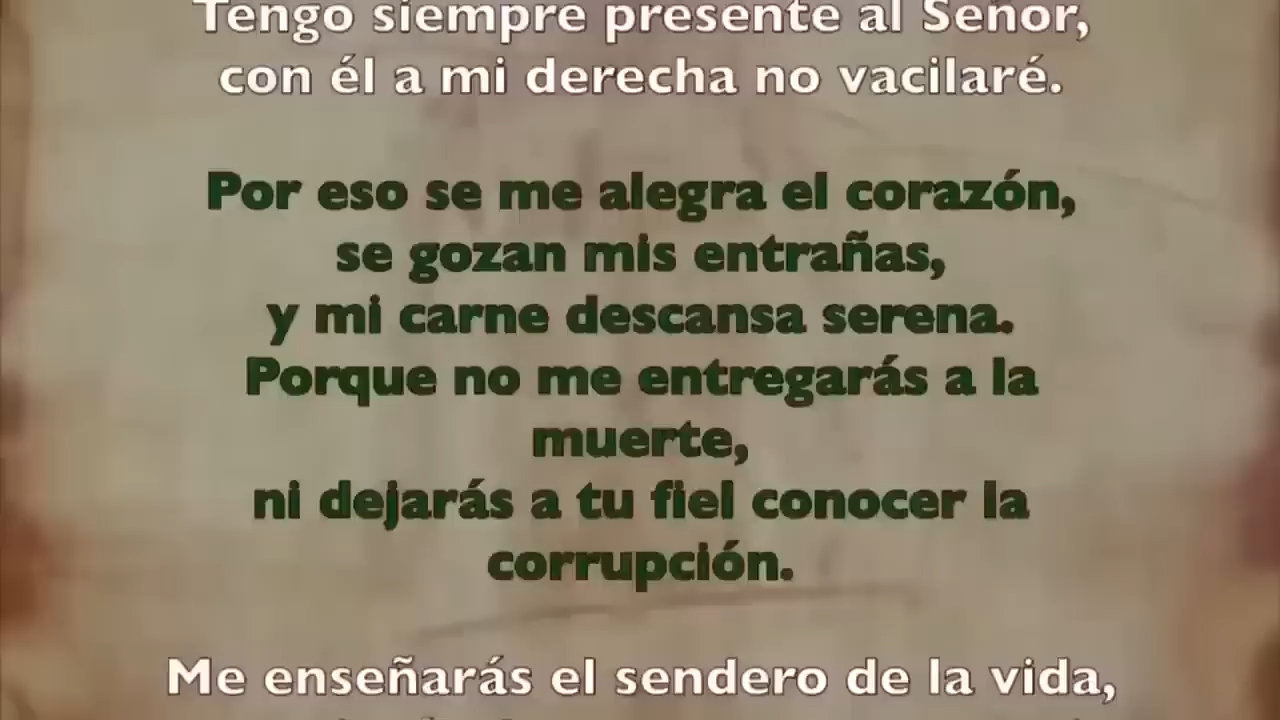 Tengo siempre presente al Señor,
con él a mi derecha no vacilaré.
Por eso se me alegra el corazón,
se gozan mis entrañas,
y mi carne descansa serena.
Porque no me entregarás a la
muerte,
ni dejarás a tu fiel conocer la
corrupción.
Me enseñarás el sendero de la vida,